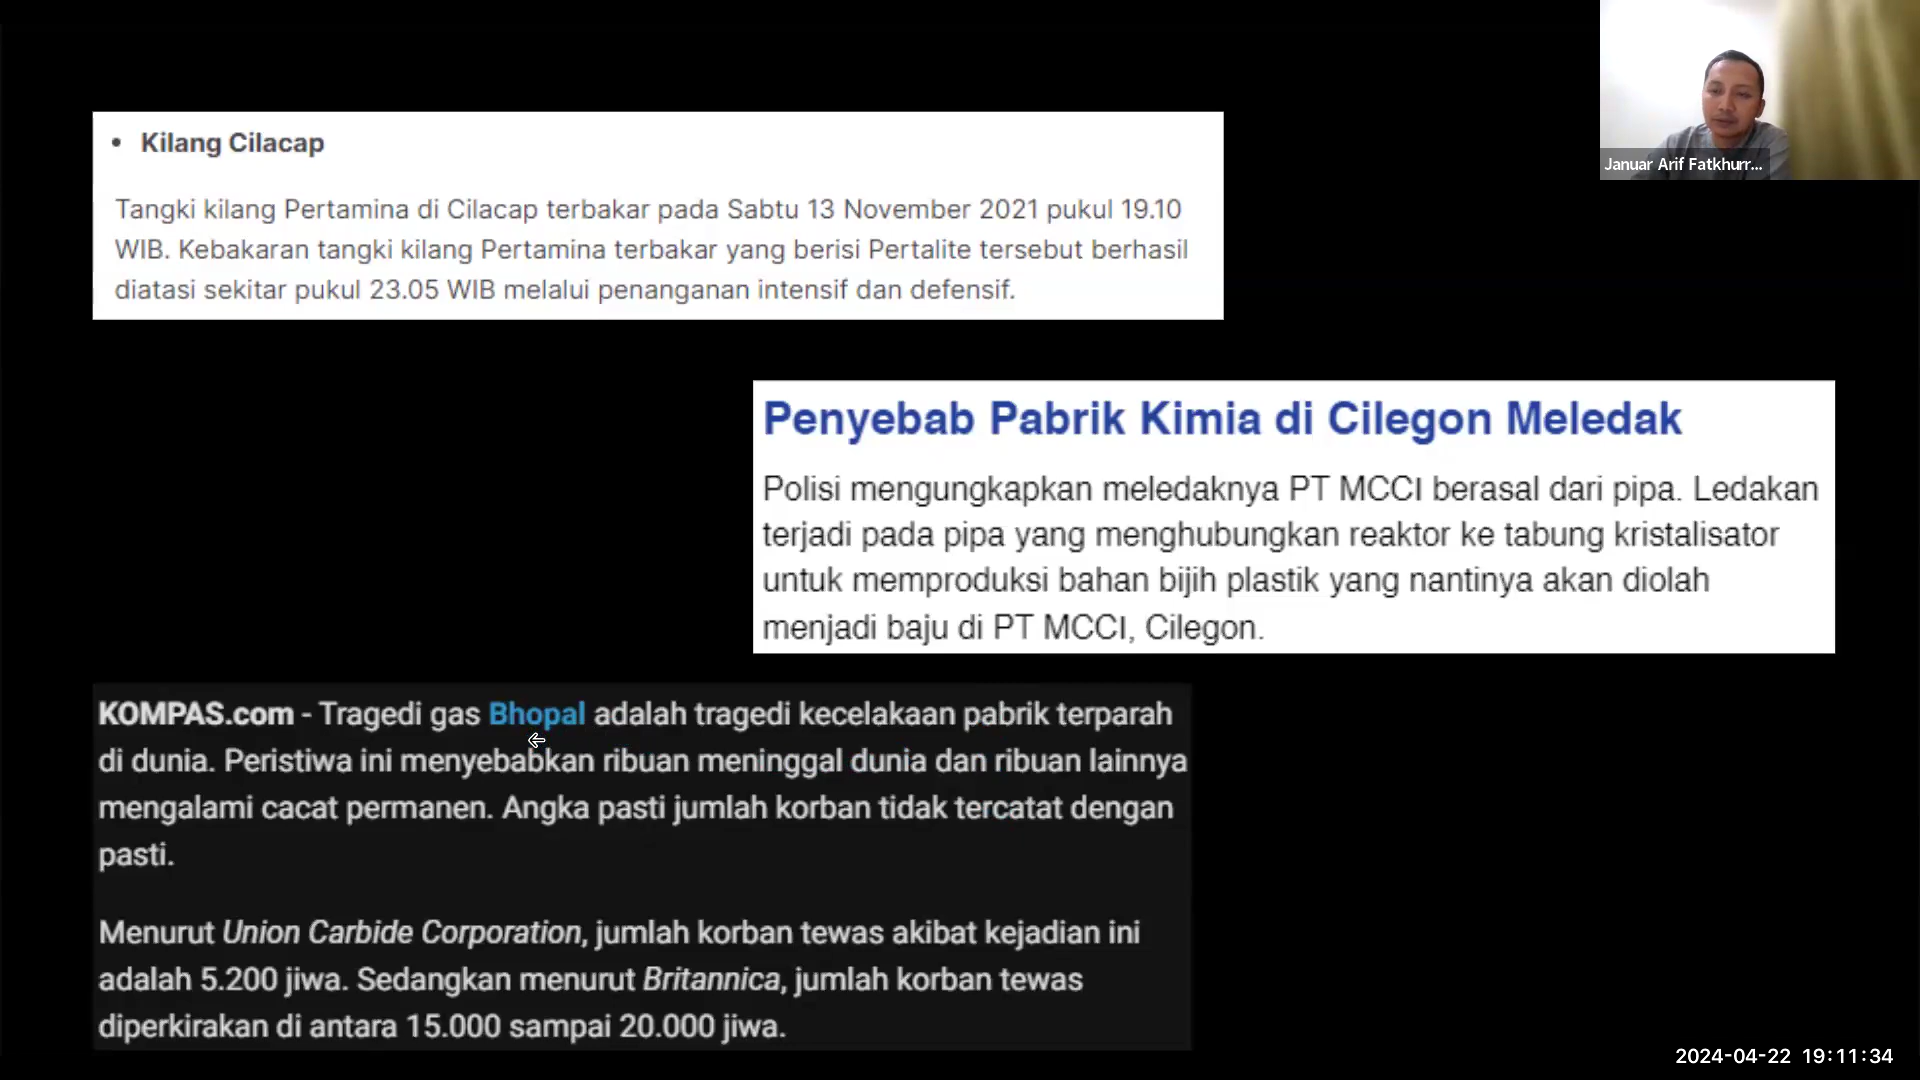 Januar Arif Fatkhurr...
• Kilang Cilacap
Tangki kilang Pertamina di Cilacap terbakar pada Sabtu 13 November 2021 pukul 19.10
WIB. Kebakaran tangki kilang Pertamina terbakar yang berisi Pertalite tersebut berhasil
diatasi sekitar pukul 23.05 WIB melalui penanganan intensif dan defensif.
Penyebab Pabrik Kimia di Cilegon Meledak
Polisi mengungkapkan meledaknya PT MCCI berasal dari pipa. Ledakan
terjadi pada pipa yang menghubungkan reaktor ke tabung kristalisator
untuk memproduksi bahan bijih plastik yang nantinya akan diolah
menjadi baju di PT MCCI, Cilegon.
KOMPAS.com - Tragedi gas Bhopal adalah tragedi kecelakaan pabrik terparah
di dunia. Peristiwa ini menyebabkan ribuan meninggal dunia dan ribuan lainnya
mengalami cacat permanen. Angka pasti jumlah korban tidak tercatat dengan
pasti.
Menurut Union Carbide Corporation, jumlah korban tewas akibat kejadian ini
adalah 5.200 jiwa. Sedangkan menurut Britannica, jumlah korban tewas
diperkirakan di antara 15.000 sampai 20.000 jiwa.
2024-04-22 19:11:34